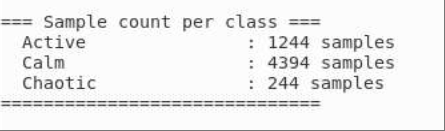 === Sample count per class ===
  Active               : 1244 samples
  Calm                 : 4394 samples
  Chaotic              : 244 samples
==============================